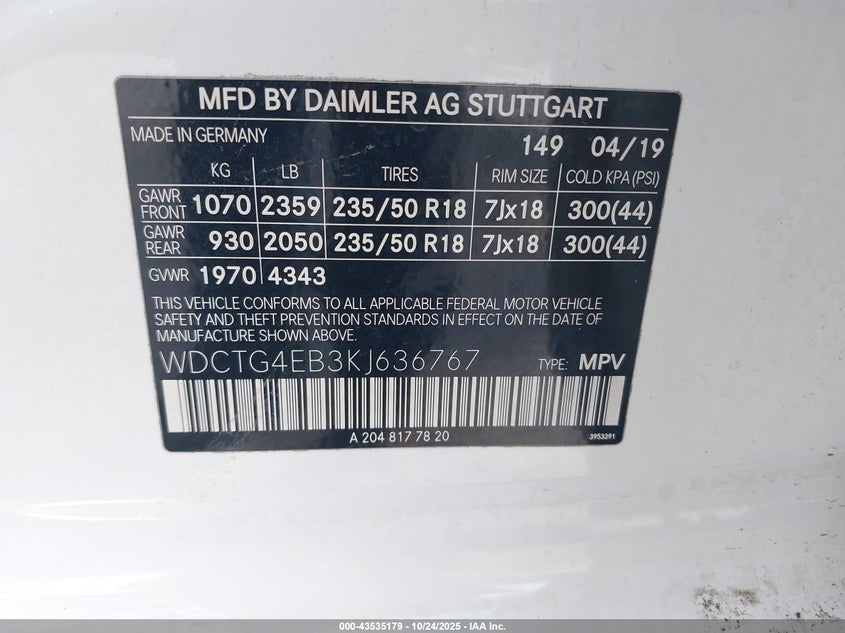 MFD BY DAIMLER AG STUTTGART
MADE IN GERMANY 149 04/19
KG LB TIRES RIM SIZE COLD KPA (PSI)
GAWR FRONT 1070 2359 235/50 R18 7Jx18 300(44)
GAWR REAR 930 2050 235/50 R18 7Jx18 300(44)
GVWR 1970 4343
THIS VEHICLE CONFORMS TO ALL APPLICABLE FEDERAL MOTOR VEHICLE
SAFETY AND THEFT PREVENTION STANDARDS IN EFFECT ON THE DATE OF
MANUFACTURE SHOWN ABOVE.
WDCTG4EB3KJ636767 TYPE: MPV
A 204 817 78 20 3953391
000-43535179 - 10/24/2025 - IAA Inc.